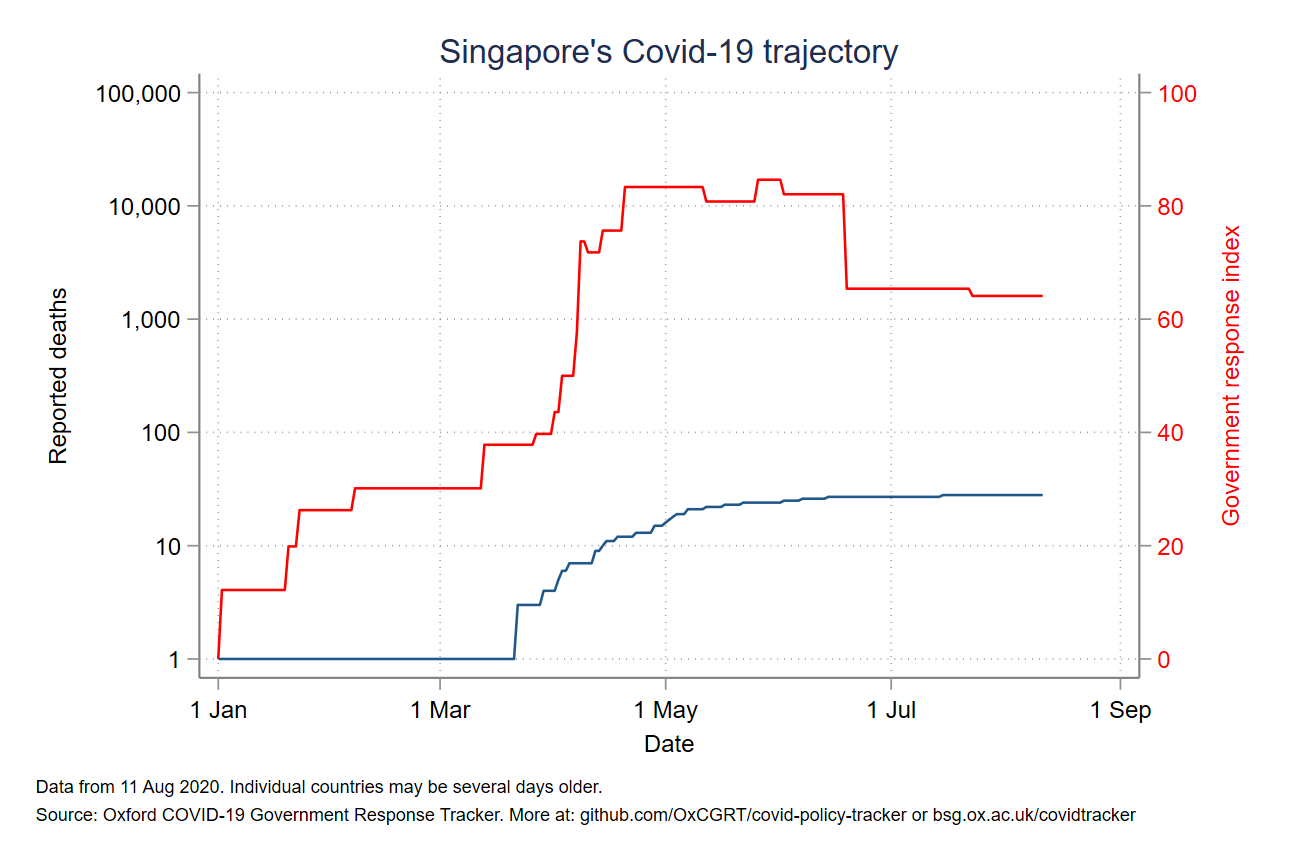 Singapore's Covid-19 trajectory
100,000
10,000
1,000
100
10
1
Reported deaths
100
80
60
40
20
0
Government response index
1 Jan
1 Mar
1 May
1 Jul
1 Sep
Date
Data from 11 Aug 2020. Individual countries may be several days older.
Source: Oxford COVID-19 Government Response Tracker. More at: github.com/OxCGRT/covid-policy-tracker or bsg.ox.ac.uk/covidtracker